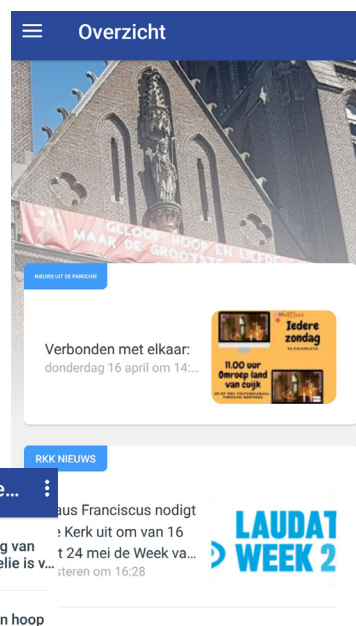 Overzicht
GELOOF HOOP EN LIEFDE
MAAR DE GROOTSTE
NIEUWS UIT DE PAROCHIE
Verbonden met elkaar:
donderdag 16 april om 14:...
Iedere
zondag
11.00 uur
Omroep land
van cuijk
RKK NIEUWS
aus Franciscus nodigt
e Kerk uit om van 16
t 24 mei de Week va...
steren om 16:28
LAUDAT
WEEK 2
e...
g van
elie is v...
n hoop